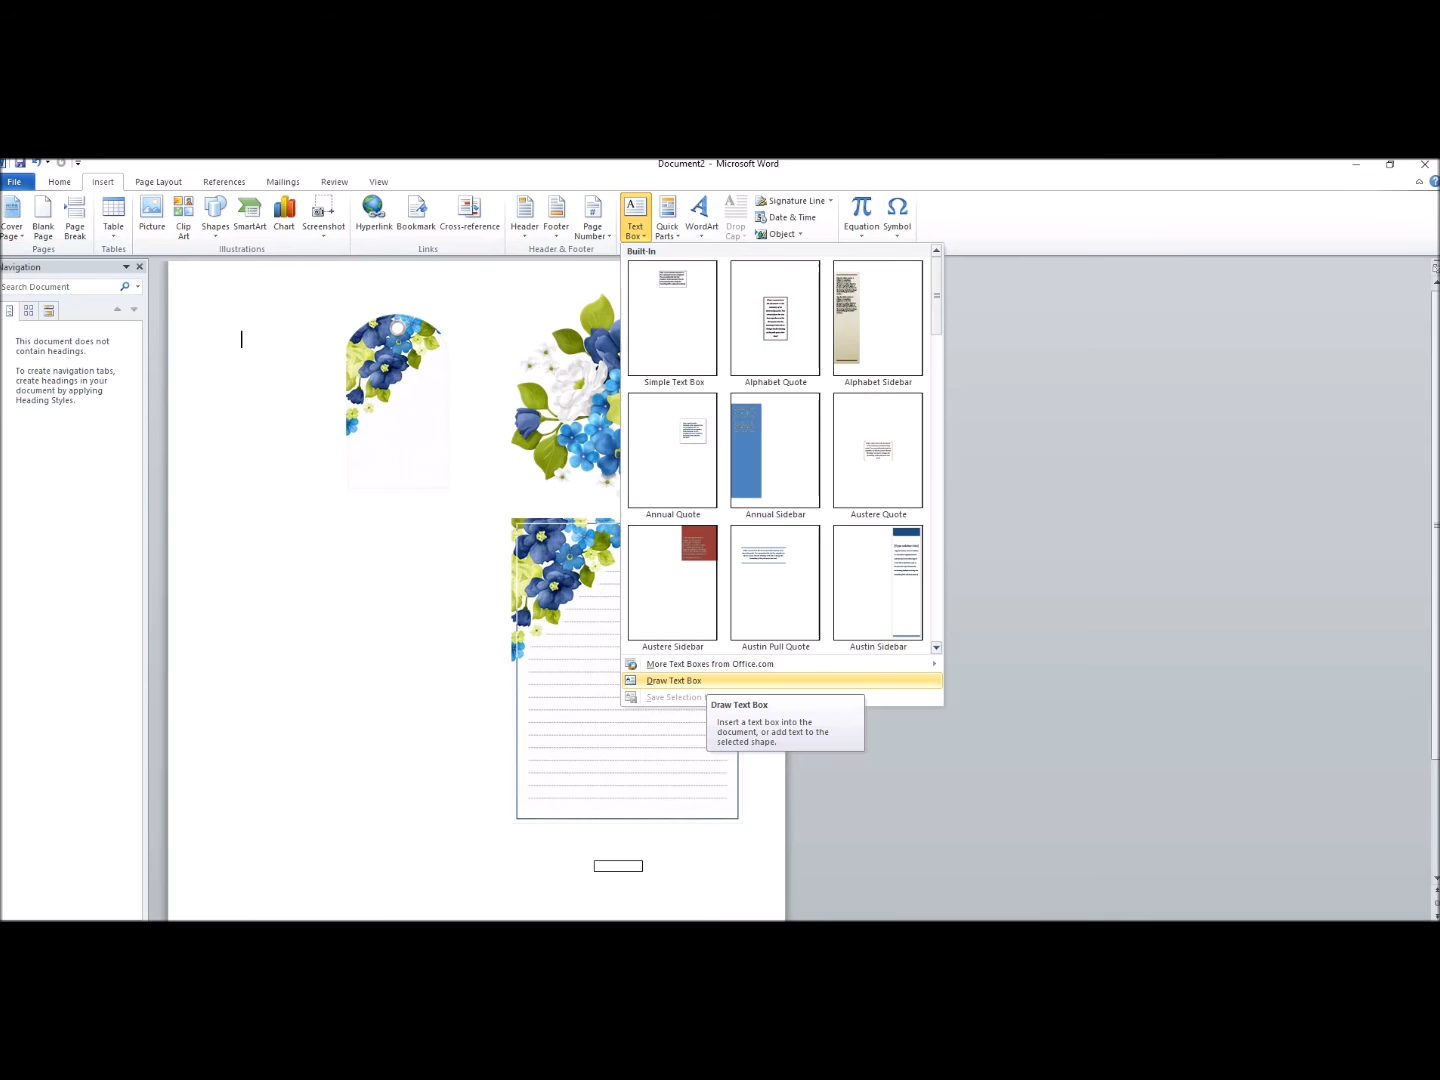 Document2 - Microsoft Word
File Home Insert Page Layout References Mailings Review View
Cover Page
Blank Page
Page Break
Table
Picture
Clip Art
Shapes
SmartArt
Chart
Screenshot
Hyperlink
Bookmark
Cross-reference
Header
Footer
Page Number
Text Box
Quick Parts
WordArt
Drop Cap
Signature Line
Date & Time
Object
Equation
Symbol
Pages
Tables
Illustrations
Links
Header & Footer
Navigation
Search Document
This document does not
contain headings.
To create navigation tabs,
create headings in your
document by applying
Heading Styles.
Built-In
Simple Text Box
Alphabet Quote
Alphabet Sidebar
Annual Quote
Annual Sidebar
Austere Quote
Austere Sidebar
Austin Pull Quote
Austin Sidebar
More Text Boxes from Office.com
Draw Text Box
Save Selection
Draw Text Box
Insert a text box into the
document, or add text to the
selected shape.